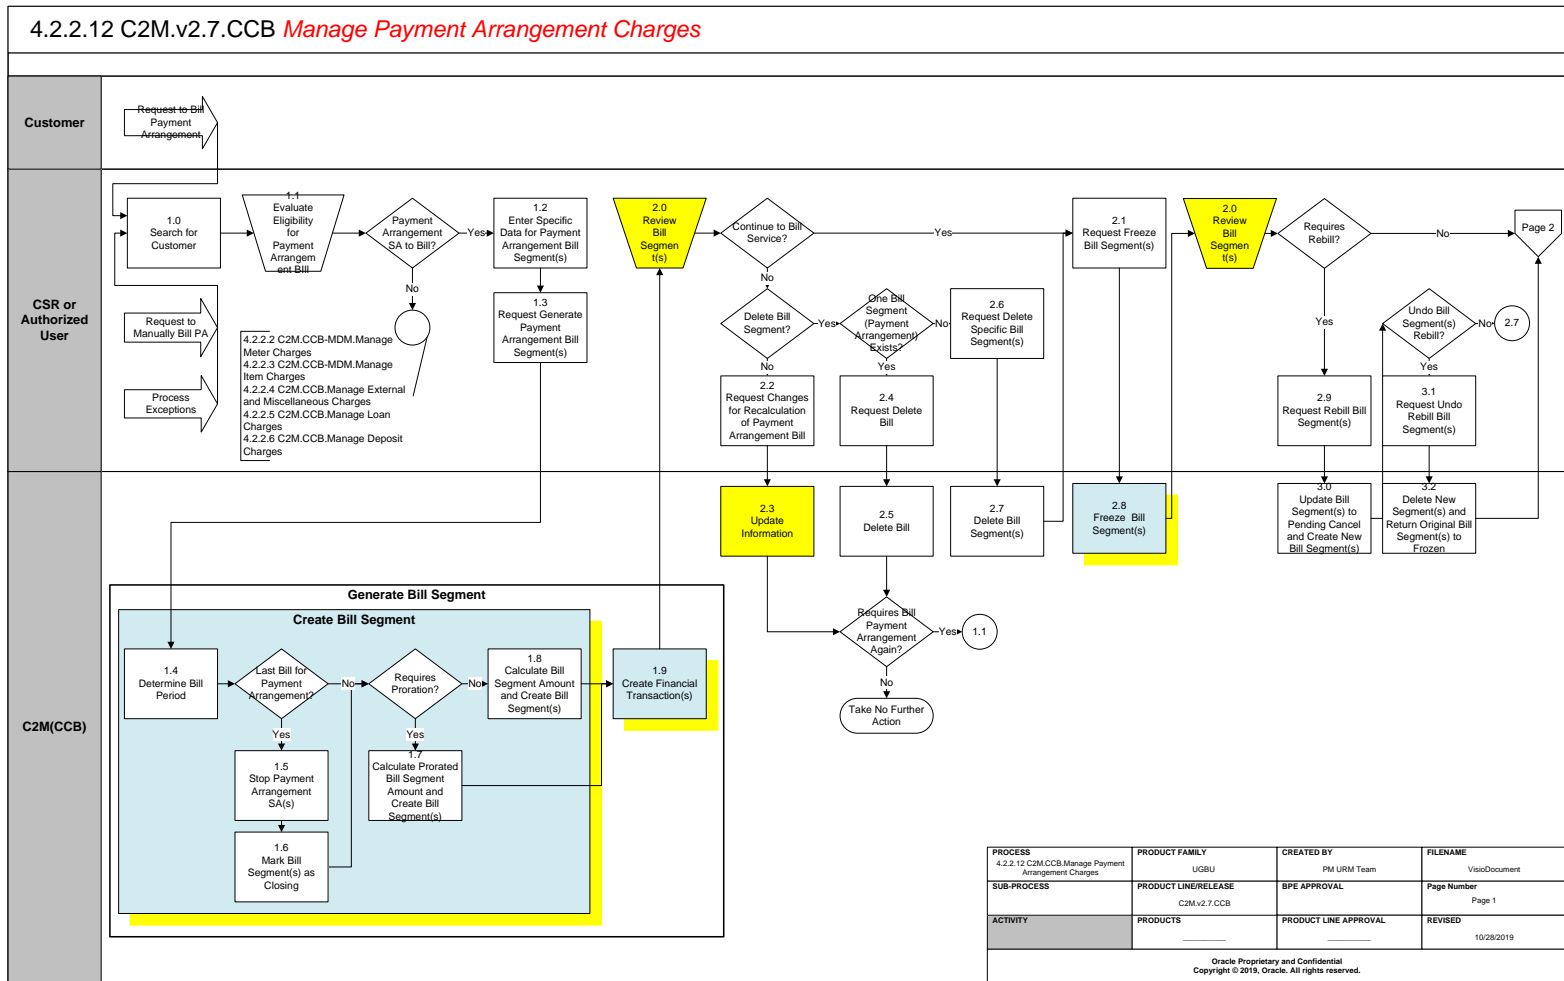 4.2.2.12 C2M.v2.7.CCB Manage Payment Arrangement Charges
Customer
Request to Bill
Payment
Arrangement
CSR or
Authorized
User
1.0
Search for
Customer
1.1
Evaluate
Eligibility
for
Payment
Arrangem
ent BIll
Payment
Arrangement
SA to Bill?
Yes
No
1.2
Enter Specific
Data for Payment
Arrangement Bill
Segment(s)
1.3
Request Generate
Payment
Arrangement Bill
Segment(s)
Request to
Manually Bill PA
Process
Exceptions
4.2.2.2 C2M.CCB-MDM.Manage
Meter Charges
4.2.2.3 C2M.CCB-MDM.Manage
Item Charges
4.2.2.4 C2M.CCB.Manage External
and Miscellaneous Charges
4.2.2.5 C2M.CCB.Manage Loan
Charges
4.2.2.6 C2M.CCB.Manage Deposit
Charges
2.0
Review
Bill
Segmen
t(s)
Continue to Bill
Service?
Yes
No
Delete Bill
Segment?
Yes
No
One Bill
Segment
(Payment
Arrangement)
Exists?
No
Yes
2.6
Request Delete
Specific Bill
Segment(s)
2.2
Request Changes
for Recalculation
of Payment
Arrangement Bill
2.4
Request Delete
Bill
2.1
Request Freeze
Bill Segment(s)
2.0
Review
Bill
Segmen
t(s)
Requires
Rebill?
No
Yes
Page 2
Undo Bill
Segment(s)
Rebill?
No
2.7
Yes
2.9
Request Rebill Bill
Segment(s)
3.1
Request Undo
Rebill Bill
Segment(s)
C2M(CCB)
2.3
Update
Information
2.5
Delete Bill
2.7
Delete Bill
Segment(s)
2.8
Freeze Bill
Segment(s)
3.0
Update Bill
Segment(s) to
Pending Cancel
and Create New
Bill Segment(s)
3.2
Delete New
Segment(s) and
Return Original Bill
Segment(s) to
Frozen
Requires Bill
Payment
Arrangement
Again?
Yes
1.1
No
Take No Further
Action
Generate Bill Segment
Create Bill Segment
1.4
Determine Bill
Period
Last Bill for
Payment
Arrangement?
No
Yes
Requires
Proration?
No
Yes
1.8
Calculate Bill
Segment Amount
and Create Bill
Segment(s)
1.9
Create Financial
Transaction(s)
1.5
Stop Payment
Arrangement
SA(s)
1.7
Calculate Prorated
Bill Segment
Amount and
Create Bill
Segment(s)
1.6
Mark Bill
Segment(s) as
Closing
PROCESS
4.2.2.12 C2M.CCB.Manage Payment
Arrangement Charges
PRODUCT FAMILY
UGBU
CREATED BY
PM URM Team
FILENAME
VisioDocument
SUB-PROCESS
PRODUCT LINE/RELEASE
C2M.v2.7.CCB
BPE APPROVAL
Page Number
Page 1
ACTIVITY
PRODUCTS
PRODUCT LINE APPROVAL
REVISED
10/28/2019
Oracle Proprietary and Confidential
Copyright © 2019, Oracle. All rights reserved.